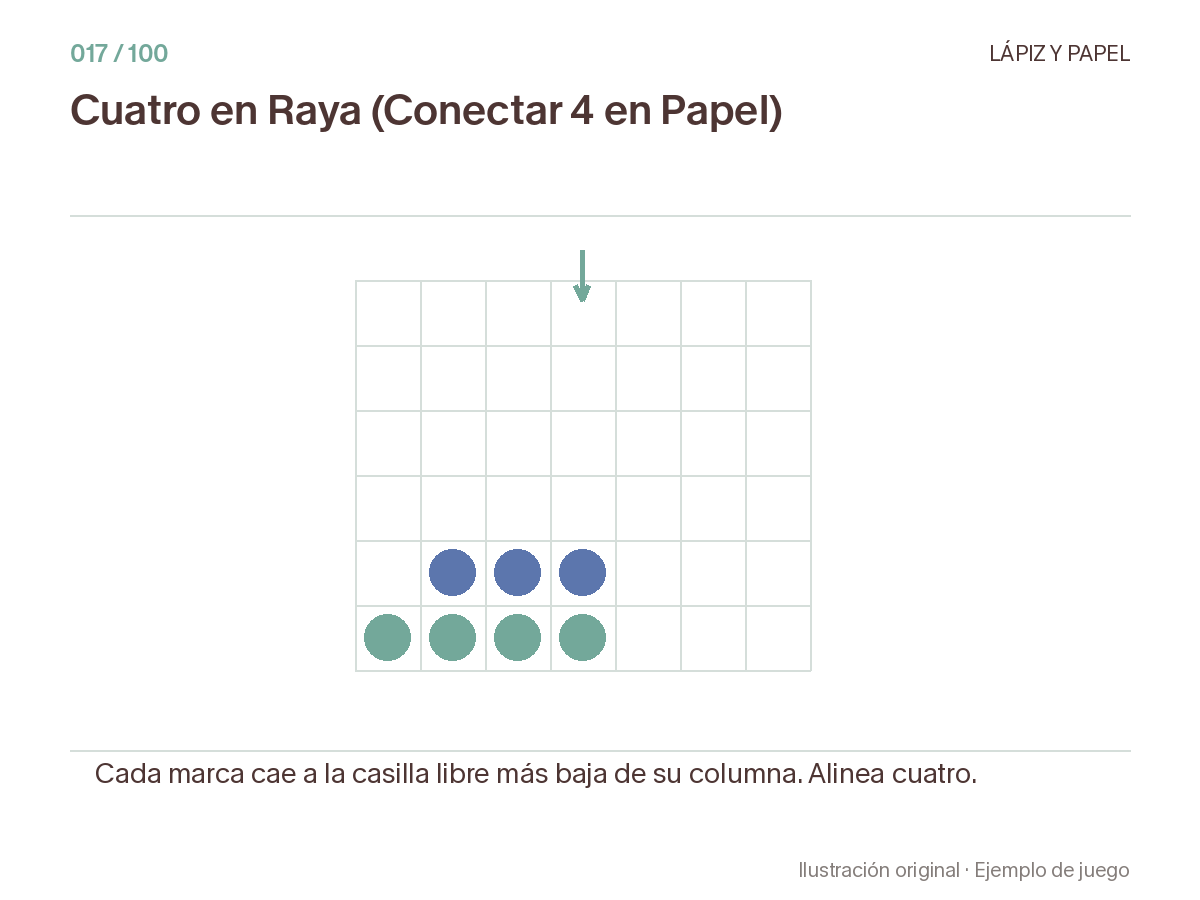 017 / 100
LÁPIZ Y PAPEL
Cuatro en Raya (Conectar 4 en Papel)
Cada marca cae a la casilla libre más baja de su columna. Alinea cuatro.
Ilustración original · Ejemplo de juego